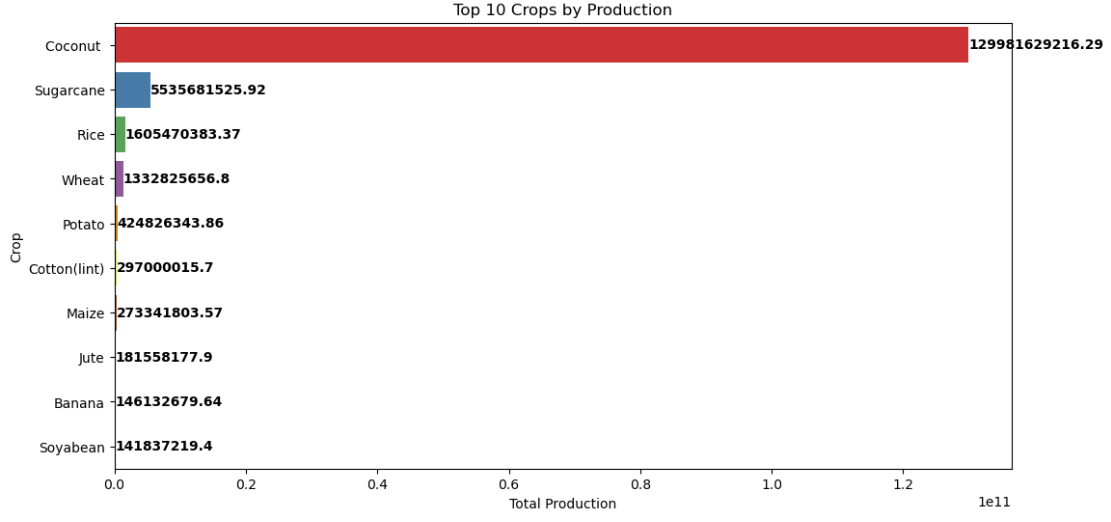 Top 10 Crops by Production
Coconut 129981629216.29
Sugarcane 5535681525.92
Rice 1605470383.37
Wheat 1332825656.8
Potato 424826343.86
Crop
Cotton(lint) 297000015.7
Maize 273341803.57
Jute 181558177.9
Banana 146132679.64
Soyabean 141837219.4
0.0 0.2 0.4 0.6 0.8 1.0 1.2
1e11
Total Production